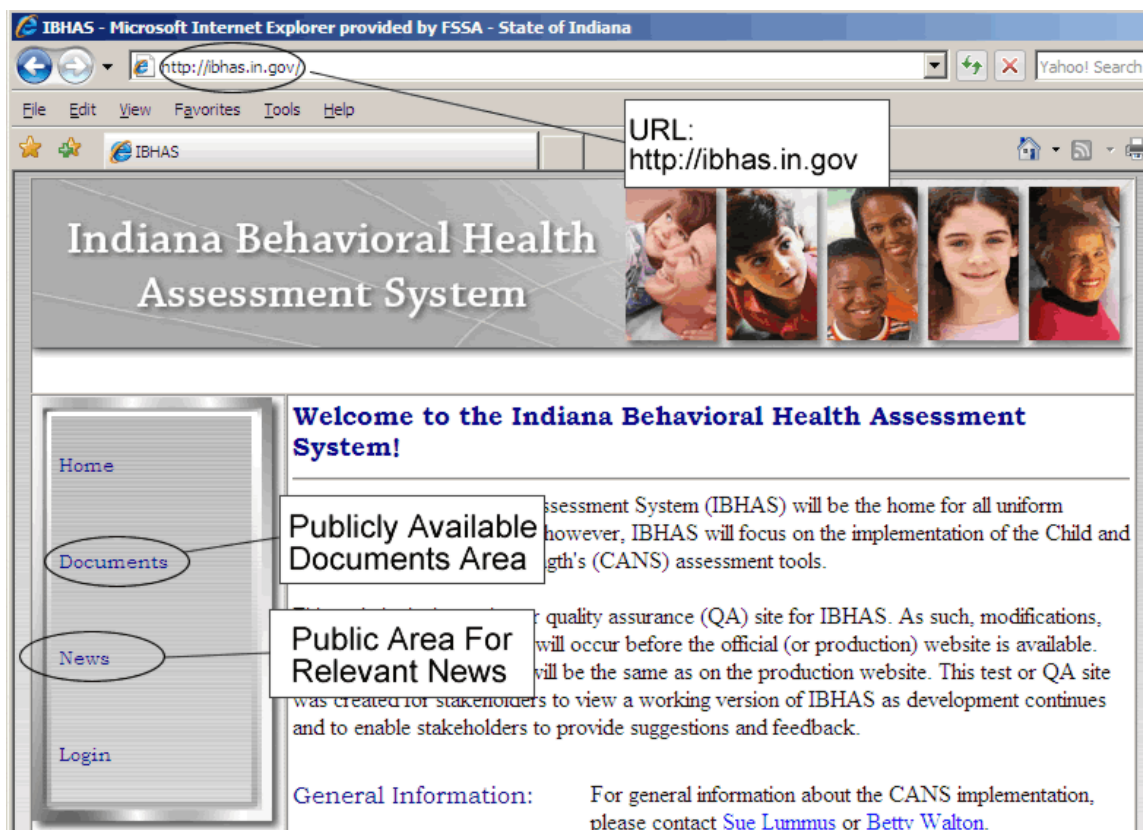 IBHAS - Microsoft Internet Explorer provided by FSSA - State of Indiana
http://ibhas.in.gov/
Yahoo! Search
File Edit View Favorites Tools Help
IBHAS
URL:
http://ibhas.in.gov
Indiana Behavioral Health
Assessment System
Home
Documents
News
Login
Publicly Available
Documents Area
Public Area For
Relevant News
Welcome to the Indiana Behavioral Health Assessment
System!
Assessment System (IBHAS) will be the home for all uniform
however, IBHAS will focus on the implementation of the Child and
(CANS) assessment tools.
quality assurance (QA) site for IBHAS. As such, modifications,
will occur before the official (or production) website is available.
will be the same as on the production website. This test or QA site
was created for stakeholders to view a working version of IBHAS as development continues
and to enable stakeholders to provide suggestions and feedback.
General Information:
For general information about the CANS implementation,
please contact Sue Lummus or Betty Walton.